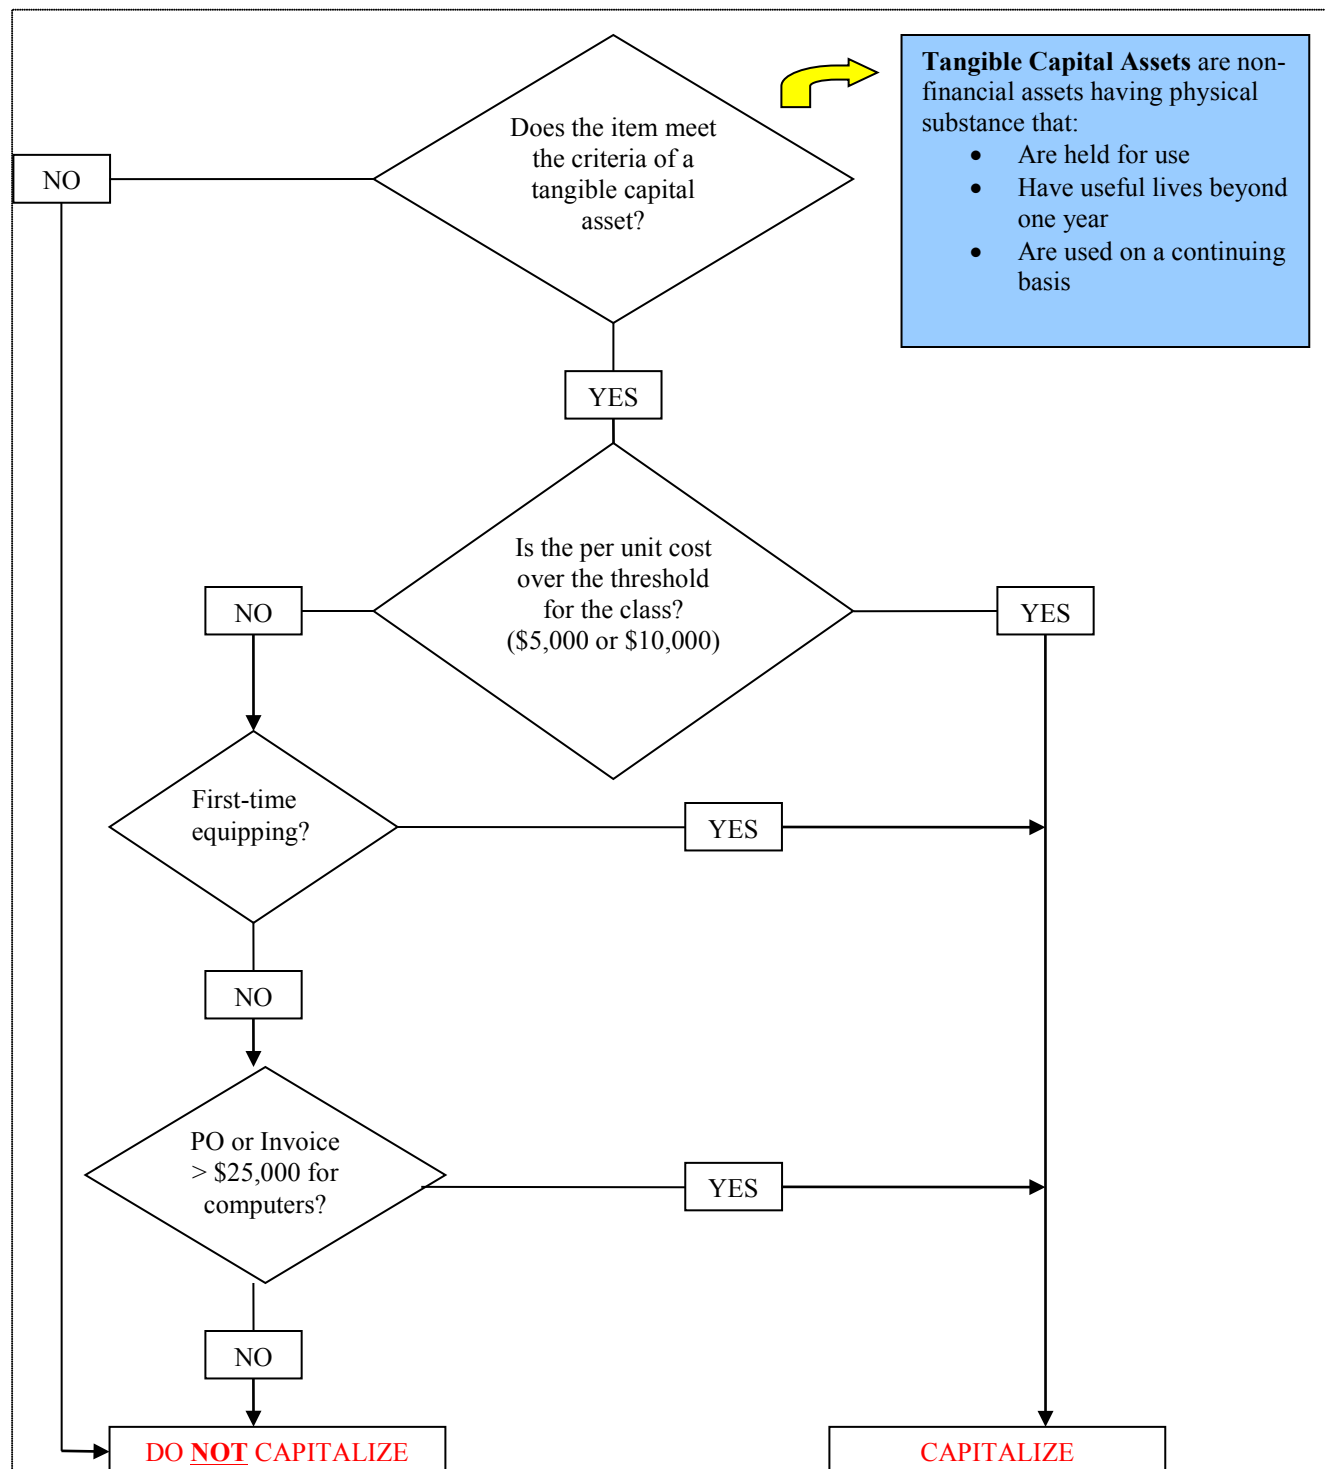 Does the item meet
the criteria of a
tangible capital
asset?
Tangible Capital Assets are non-
financial assets having physical
substance that:
• Are held for use
• Have useful lives beyond
one year
• Are used on a continuing
basis
NO
YES
Is the per unit cost
over the threshold
for the class?
($5,000 or $10,000)
NO
YES
First-time
equipping?
YES
NO
PO or Invoice
> $25,000 for
computers?
YES
NO
DO NOT CAPITALIZE
CAPITALIZE